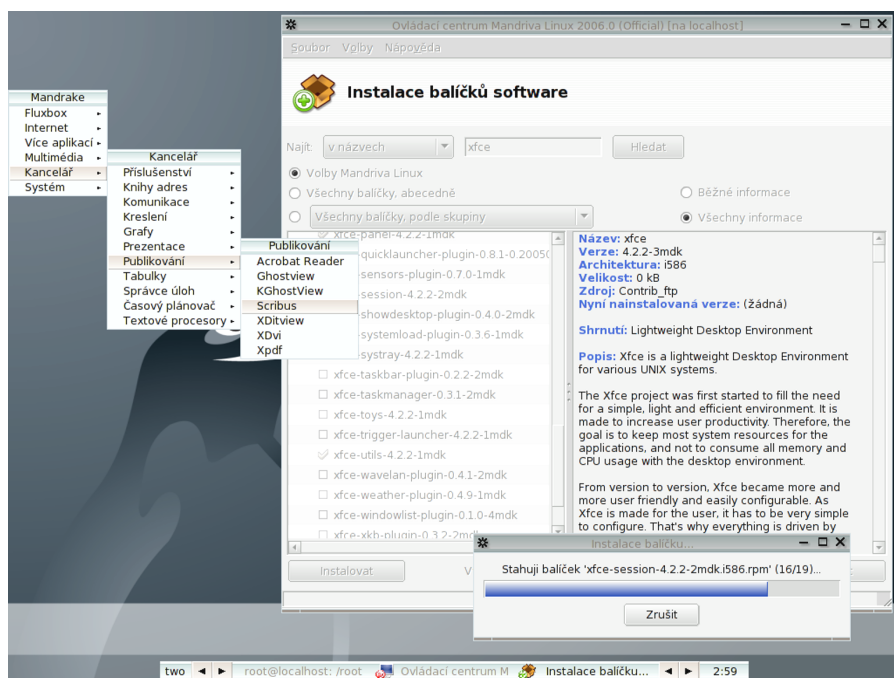 Ovládací centrum Mandriva Linux 2006.0 (Official) [na localhost]
Soubor Volby Nápověda
Instalace balíčků software
Najít: v názvech xfce Hledat
Volby Mandriva Linux
Všechny balíčky, abecedně
Běžné informace
Všechny balíčky, podle skupiny
Všechny informace
Mandrake
Fluxbox
Internet
Více aplikací
Multimédia
Kancelář
Systém
Kancelář
Příslušenství
Knihy adres
Komunikace
Kreslení
Grafy
Prezentace
Publikování
Tabulky
Správce úloh
Časový plánovač
Textové procesory
Publikování
Acrobat Reader
Ghostview
KGhostView
Scribus
XDitview
XDvi
Xpdf
xfce-panel-4.2.2-1mdk
quicklauncher-plugin-0.8.1-0.20050
-sensors-plugin-0.7.0-1mdk
-session-4.2.2-2mdk
-showdesktop-plugin-0.4.0-2mdk
-systemload-plugin-0.3.6-1mdk
-systray-4.2.2-1mdk
xfce-taskbar-plugin-0.2.2-2mdk
xfce-taskmanager-0.3.1-2mdk
xfce-toys-4.2.2-1mdk
xfce-trigger-launcher-4.2.2-1mdk
xfce-utils-4.2.2-1mdk
xfce-wavelan-plugin-0.4.1-2mdk
xfce-weather-plugin-0.4.9-1mdk
xfce-windowlist-plugin-0.1.0-4mdk
xfce-xkb-plugin-0.3.2-2mdk
Název: xfce
Verze: 4.2.2-3mdk
Architektura: i586
Velikost: 0 kB
Zdroj: Contrib_ftp
Nyní nainstalovaná verze: (žádná)
Shrnutí: Lightweight Desktop Environment
Popis: Xfce is a lightweight Desktop Environment
for various UNIX systems.
The Xfce project was first started to fill the need
for a simple, light and efficient environment. It is
made to increase user productivity. Therefore, the
goal is to keep most system resources for the
applications, and not to consume all memory and
CPU usage with the desktop environment.
From version to version, Xfce became more and
more user friendly and easily configurable. As
Xfce is made for the user, it has to be very simple
to configure. That's why everything is driven by
Instalovat V
Instalace balíčku...
Stahuji balíček 'xfce-session-4.2.2-2mdk.i586.rpm' (16/19)...
Zrušit
two root@localhost: /root Ovládací centrum M Instalace balíčku... 2:59